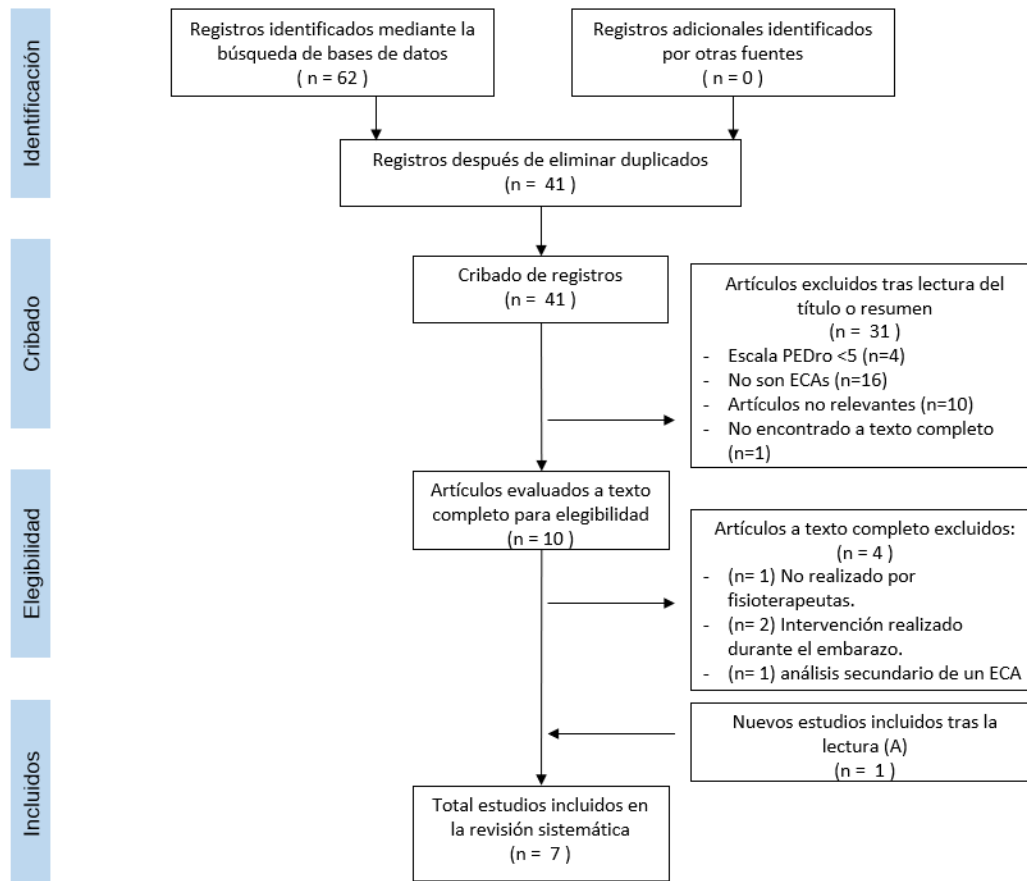 Identificación
Registros identificados mediante la
búsqueda de bases de datos
( n = 62 )
Registros adicionales identificados
por otras fuentes
( n = 0 )
Registros después de eliminar duplicados
(n =  41 )
Cribado
Cribado de registros
(n =  41 )
Artículos excluidos tras lectura del
título o resumen
(n =  31 )
- Escala PEDro <5 (n=4)
- No son ECAs (n=16)
- Artículos no relevantes (n=10)
- No encontrado a texto completo
(n=1)
Elegibilidad
Artículos evaluados a texto
completo para elegibilidad
(n = 10 )
Artículos a texto completo excluidos:
(n = 4 )
- (n= 1) No realizado por
fisioterapeutas.
- (n= 2) Intervención realizado
durante el embarazo.
- (n= 1) análisis secundario de un ECA
Incluidos
Nuevos estudios incluidos tras la
lectura (A)
(n =  1 )
Total estudios incluidos en
la revisión sistemática
(n =  7 )